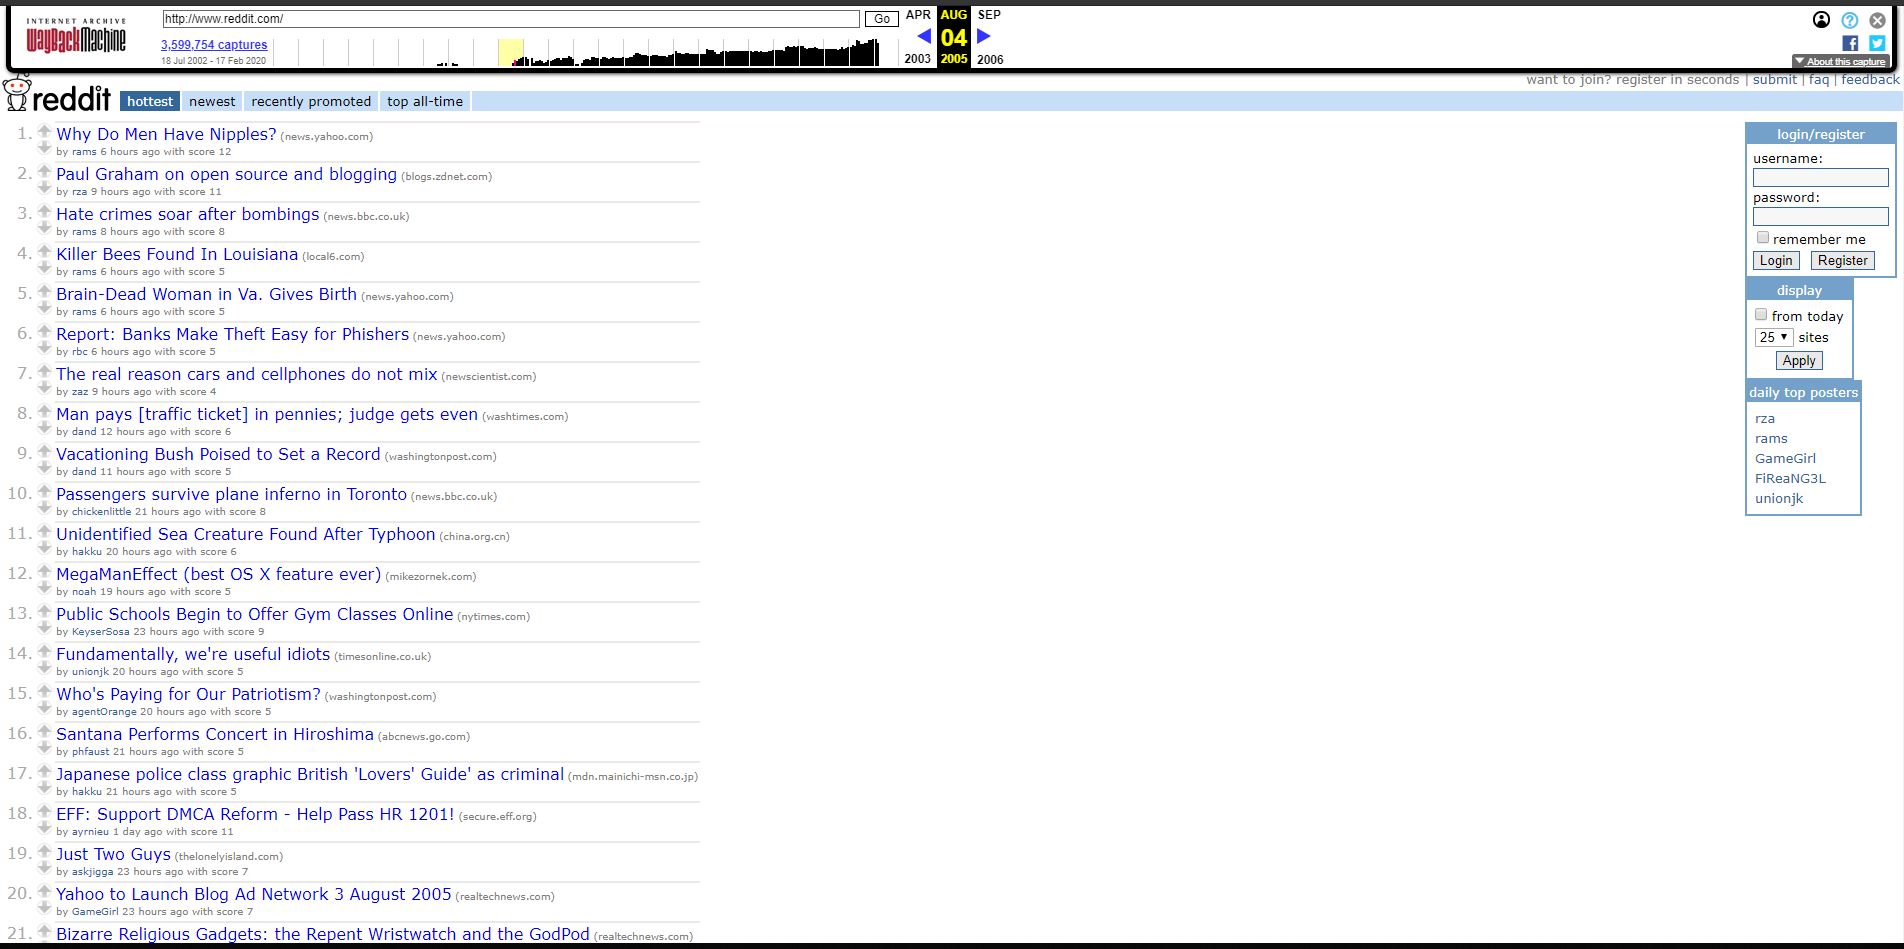 INTERNET ARCHIVE
WayBackMachine
http://www.reddit.com/
Go
3,599,754 captures
18 Jul 2002 - 17 Feb 2020
APR AUG SEP
04
2003 2005 2006
About this capture
reddit
hottest newest recently promoted top all-time
want to join? register in seconds | submit | faq | feedback
1. Why Do Men Have Nipples? (news.yahoo.com)
by rams 6 hours ago with score 12
2. Paul Graham on open source and blogging (blogs.zdnet.com)
by rza 9 hours ago with score 11
3. Hate crimes soar after bombings (news.bbc.co.uk)
by rams 8 hours ago with score 8
4. Killer Bees Found In Louisiana (local6.com)
by rams 6 hours ago with score 5
5. Brain-Dead Woman in Va. Gives Birth (news.yahoo.com)
by rams 6 hours ago with score 5
6. Report: Banks Make Theft Easy for Phishers (news.yahoo.com)
by rbc 6 hours ago with score 5
7. The real reason cars and cellphones do not mix (newscientist.com)
by zaz 9 hours ago with score 4
8. Man pays [traffic ticket] in pennies; judge gets even (washtimes.com)
by dand 12 hours ago with score 6
9. Vacationing Bush Poised to Set a Record (washingtonpost.com)
by dand 11 hours ago with score 5
10. Passengers survive plane inferno in Toronto (news.bbc.co.uk)
by chickenlittle 21 hours ago with score 8
11. Unidentified Sea Creature Found After Typhoon (china.org.cn)
by hakku 20 hours ago with score 6
12. MegaManEffect (best OS X feature ever) (mikezornek.com)
by noah 19 hours ago with score 5
13. Public Schools Begin to Offer Gym Classes Online (nytimes.com)
by KeyserSosa 23 hours ago with score 9
14. Fundamentally, we're useful idiots (timesonline.co.uk)
by unionjk 20 hours ago with score 5
15. Who's Paying for Our Patriotism? (washingtonpost.com)
by agentOrange 20 hours ago with score 5
16. Santana Performs Concert in Hiroshima (abcnews.go.com)
by phfaust 21 hours ago with score 5
17. Japanese police class graphic British 'Lovers' Guide' as criminal (mdn.mainichi-msn.co.jp)
by hakku 21 hours ago with score 5
18. EFF: Support DMCA Reform - Help Pass HR 1201! (secure.eff.org)
by ayrnieu 1 day ago with score 11
19. Just Two Guys (thelonelyisland.com)
by askjigga 23 hours ago with score 7
20. Yahoo to Launch Blog Ad Network 3 August 2005 (realtechnews.com)
by GameGirl 23 hours ago with score 7
21. Bizarre Religious Gadgets: the Repent Wristwatch and the GodPod (realtechnews.com)
login/register
username:
password:
remember me
Login Register
display
from today
25 sites
Apply
daily top posters
rza
rams
GameGirl
FiReaNG3L
unionjk